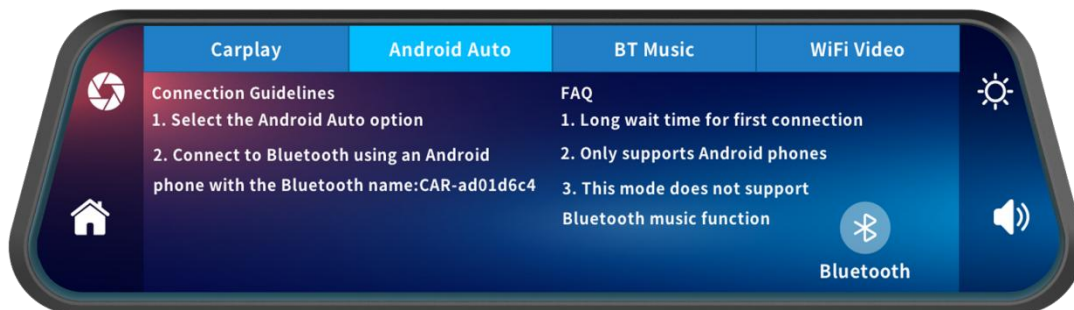 Carplay
Android Auto
BT Music
WiFi Video
Connection Guidelines
1. Select the Android Auto option
2. Connect to Bluetooth using an Android
phone with the Bluetooth name:CAR-ad01d6c4
FAQ
1. Long wait time for first connection
2. Only supports Android phones
3. This mode does not support
Bluetooth music function
Bluetooth